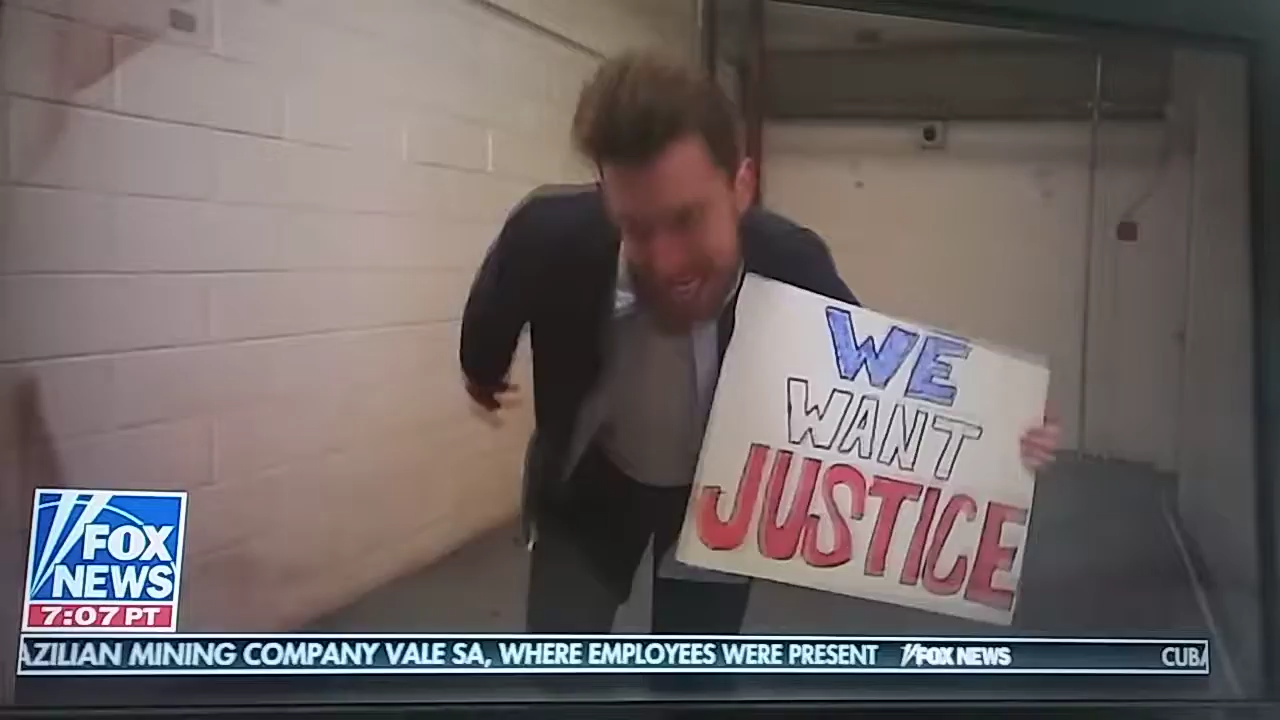 WE
WANT
JUSTICE
FOX
NEWS
7:07 PT
AZILIAN MINING COMPANY VALE SA, WHERE EMPLOYEES WERE PRESENT FOX NEWS CUBA